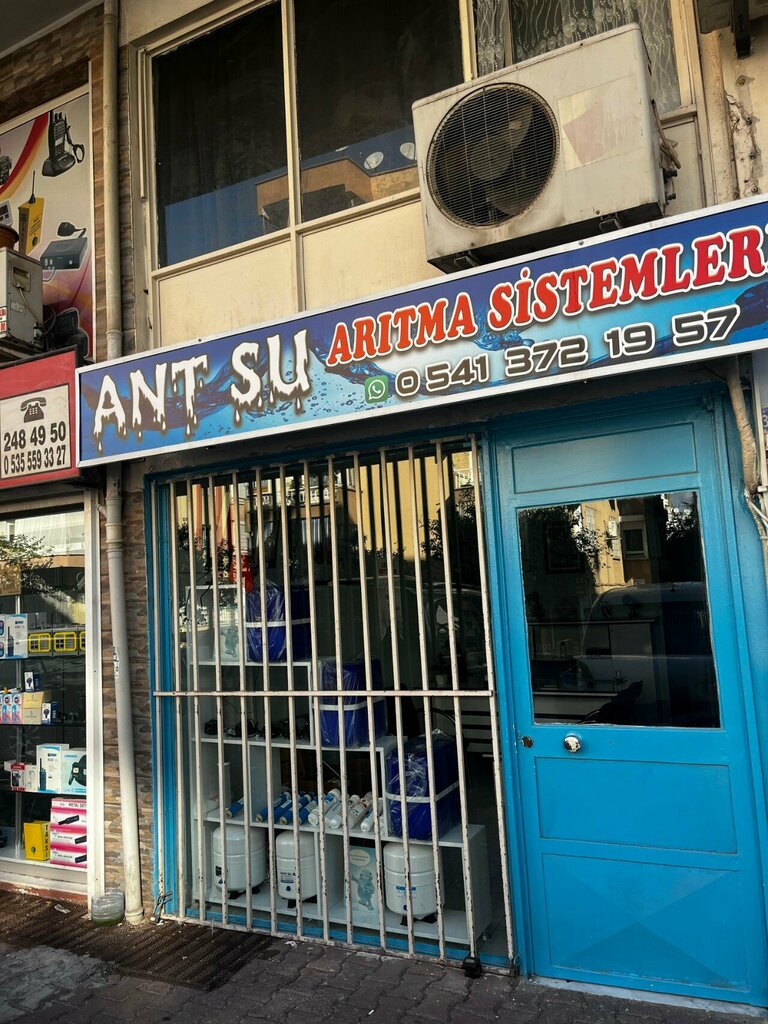 ANT SU ARITMA SİSTEMLERİ
0 541 372 19 57
248 49 50
0 535 559 33 27